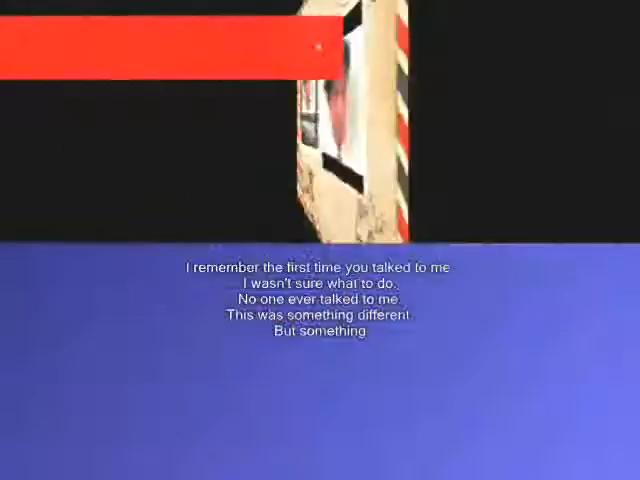 I remember the first time you talked to me
I wasn't sure what to do.
No one ever talked to me.
This was something different.
But something